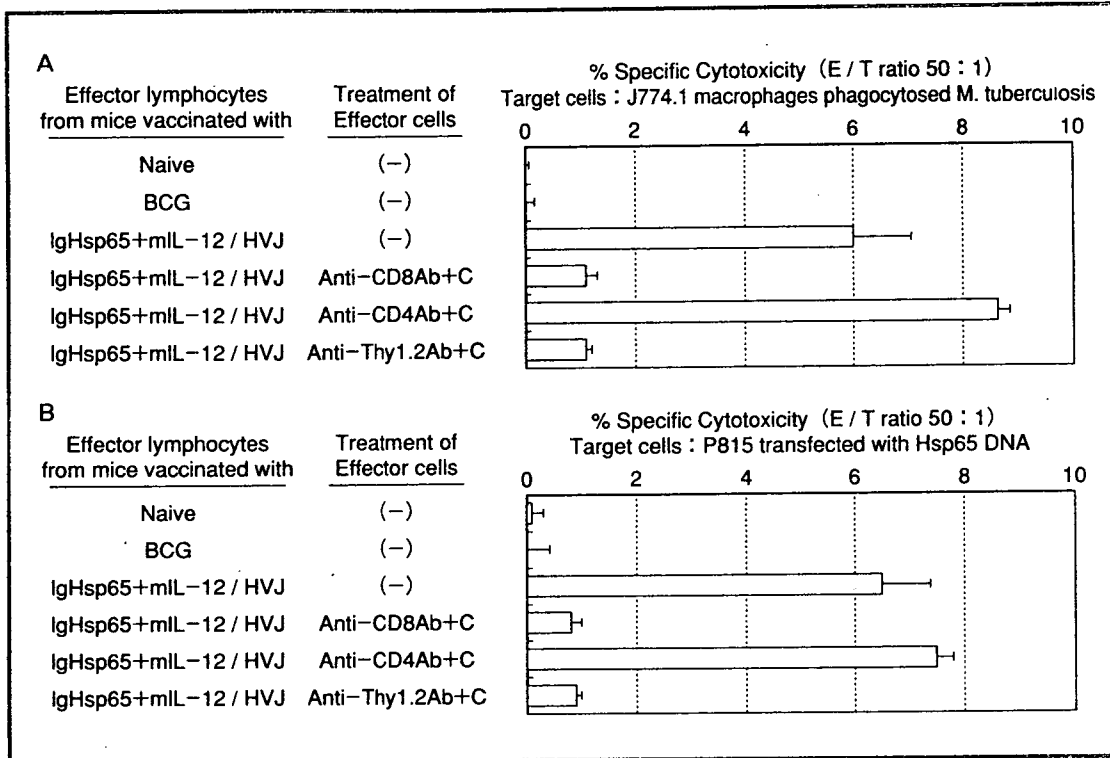 A
% Specific Cytotoxicity (E / T ratio 50 : 1)
Effector lymphocytes from mice vaccinated with
Treatment of Effector cells
Target cells : J774.1 macrophages phagocytosed M. tuberculosis
0 2 4 6 8 10
Naive (−)
BCG (−)
IgHsp65+mIL−12 / HVJ (−)
IgHsp65+mIL−12 / HVJ Anti−CD8Ab+C
IgHsp65+mIL−12 / HVJ Anti−CD4Ab+C
IgHsp65+mIL−12 / HVJ Anti−Thy1.2Ab+C
B
% Specific Cytotoxicity (E / T ratio 50 : 1)
Effector lymphocytes from mice vaccinated with
Treatment of Effector cells
Target cells : P815 transfected with Hsp65 DNA
0 2 4 6 8 10
Naive (−)
BCG (−)
IgHsp65+mIL−12 / HVJ (−)
IgHsp65+mIL−12 / HVJ Anti−CD8Ab+C
IgHsp65+mIL−12 / HVJ Anti−CD4Ab+C
IgHsp65+mIL−12 / HVJ Anti−Thy1.2Ab+C